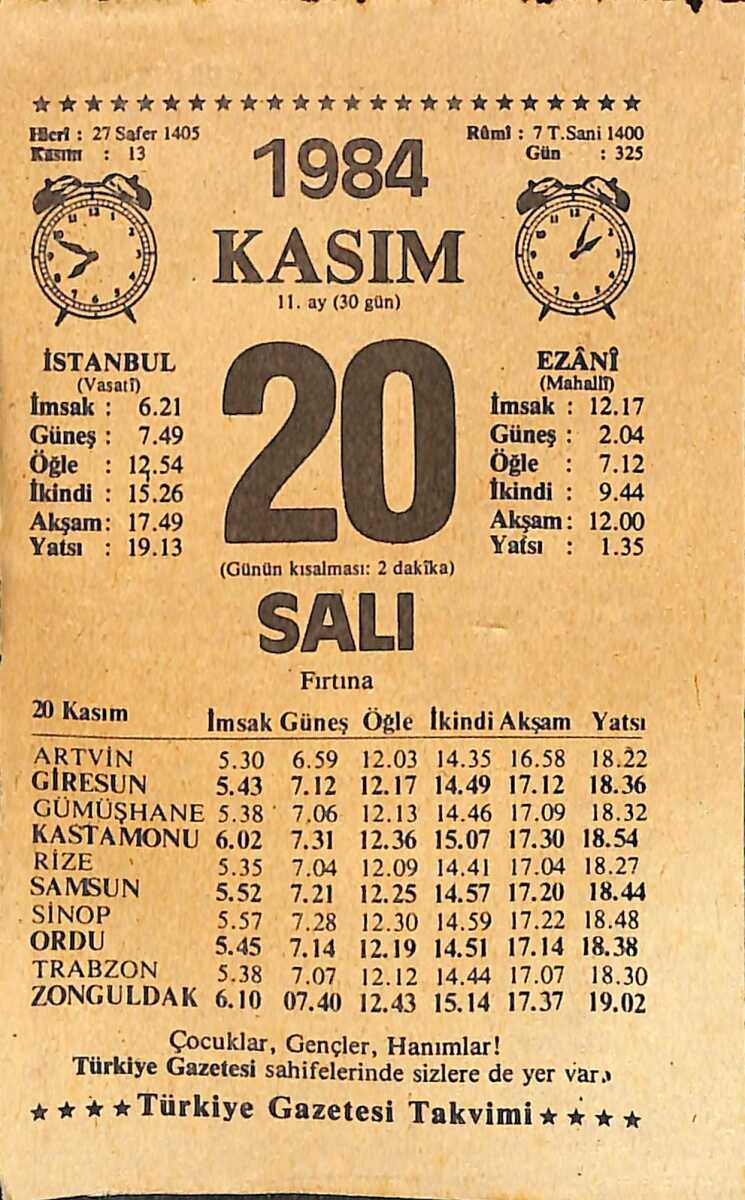 Hicrî : 27 Safer 1405
Kasım : 13
Rûmî : 7 T.Sani 1400
Gün : 325
1984
KASIM
11. ay (30 gün)
20
(Günün kısalması: 2 dakîka)
SALI
Fırtına
İSTANBUL
(Vasatî)
İmsak : 6.21
Güneş : 7.49
Öğle : 12.54
İkindi : 15.26
Akşam: 17.49
Yatsı : 19.13
EZÂNÎ
(Mahallî)
İmsak : 12.17
Güneş : 2.04
Öğle : 7.12
İkindi : 9.44
Akşam: 12.00
Yatsı : 1.35
20 Kasım İmsak Güneş Öğle İkindi Akşam Yatsı
ARTVİN 5.30 6.59 12.03 14.35 16.58 18.22
GİRESUN 5.43 7.12 12.17 14.49 17.12 18.36
GÜMÜŞHANE 5.38 7.06 12.13 14.46 17.09 18.32
KASTAMONU 6.02 7.31 12.36 15.07 17.30 18.54
RİZE 5.35 7.04 12.09 14.41 17.04 18.27
SAMSUN 5.52 7.21 12.25 14.57 17.20 18.44
SİNOP 5.57 7.28 12.30 14.59 17.22 18.48
ORDU 5.45 7.14 12.19 14.51 17.14 18.38
TRABZON 5.38 7.07 12.12 14.44 17.07 18.30
ZONGULDAK 6.10 07.40 12.43 15.14 17.37 19.02
Çocuklar, Gençler, Hanımlar!
Türkiye Gazetesi sahifelerinde sizlere de yer var.
Türkiye Gazetesi Takvimi